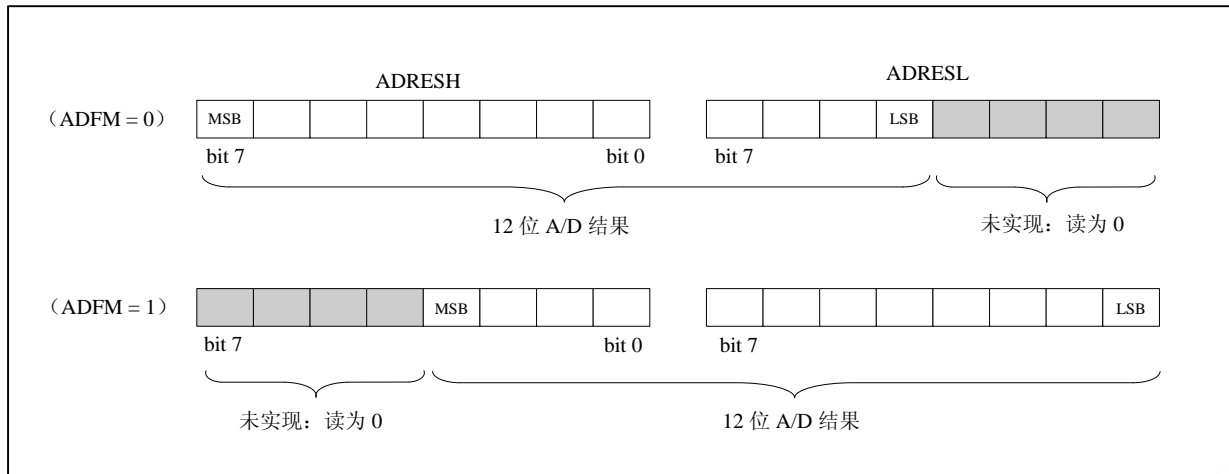 ADRESH
ADRESL
（ADFM = 0）
MSB
LSB
bit 7
bit 0
bit 7
12 位 A/D 结果
未实现：读为 0
（ADFM = 1）
MSB
LSB
bit 7
bit 0
bit 7
未实现：读为 0
12 位 A/D 结果